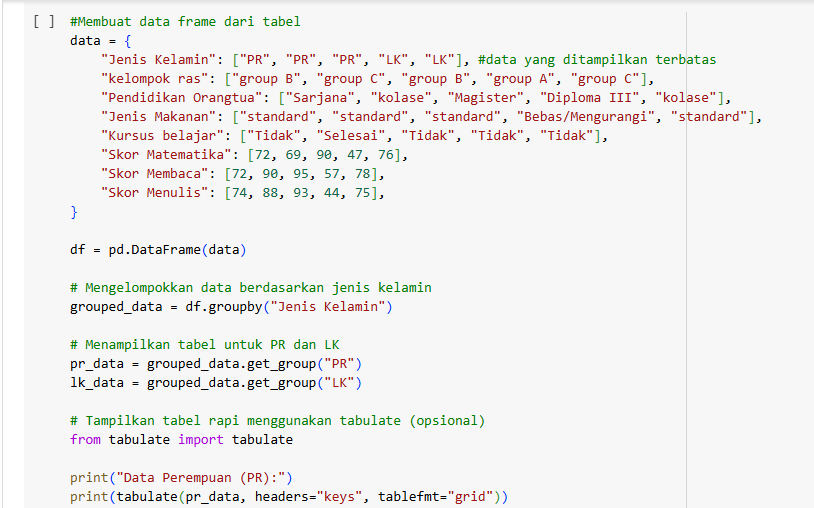 [ ] #Membuat data frame dari tabel
data = {
"Jenis Kelamin": ["PR", "PR", "PR", "LK", "LK"], #data yang ditampilkan terbatas
"kelompok ras": ["group B", "group C", "group B", "group A", "group C"],
"Pendidikan Orangtua": ["Sarjana", "kolase", "Magister", "Diploma III", "kolase"],
"Jenis Makanan": ["standard", "standard", "standard", "Bebas/Mengurangi", "standard"],
"Kursus belajar": ["Tidak", "Selesai", "Tidak", "Tidak", "Tidak"],
"Skor Matematika": [72, 69, 90, 47, 76],
"Skor Membaca": [72, 90, 95, 57, 78],
"Skor Menulis": [74, 88, 93, 44, 75],
}
df = pd.DataFrame(data)
# Mengelompokkan data berdasarkan jenis kelamin
grouped_data = df.groupby("Jenis Kelamin")
# Menampilkan tabel untuk PR dan LK
pr_data = grouped_data.get_group("PR")
lk_data = grouped_data.get_group("LK")
# Tampilkan tabel rapi menggunakan tabulate (opsional)
from tabulate import tabulate
print("Data Perempuan (PR):")
print(tabulate(pr_data, headers="keys", tablefmt="grid"))